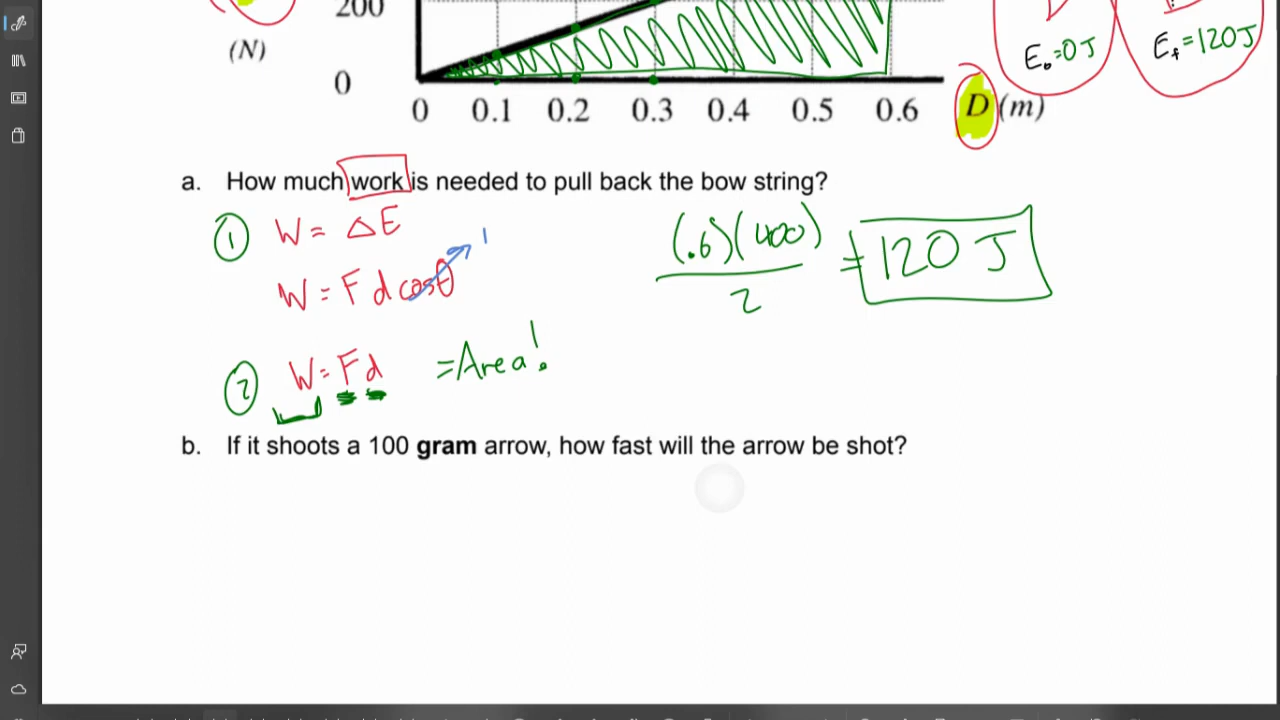 200
(N)
0
0 0.1 0.2 0.3 0.4 0.5 0.6 D (m)
E₀=0J
E_f=120J
a. How much work is needed to pull back the bow string?
① W = ΔE
W = Fd cosθ 1
(.6)(400)
2
= 120 J
② W = Fd = Area!
b. If it shoots a 100 gram arrow, how fast will the arrow be shot?